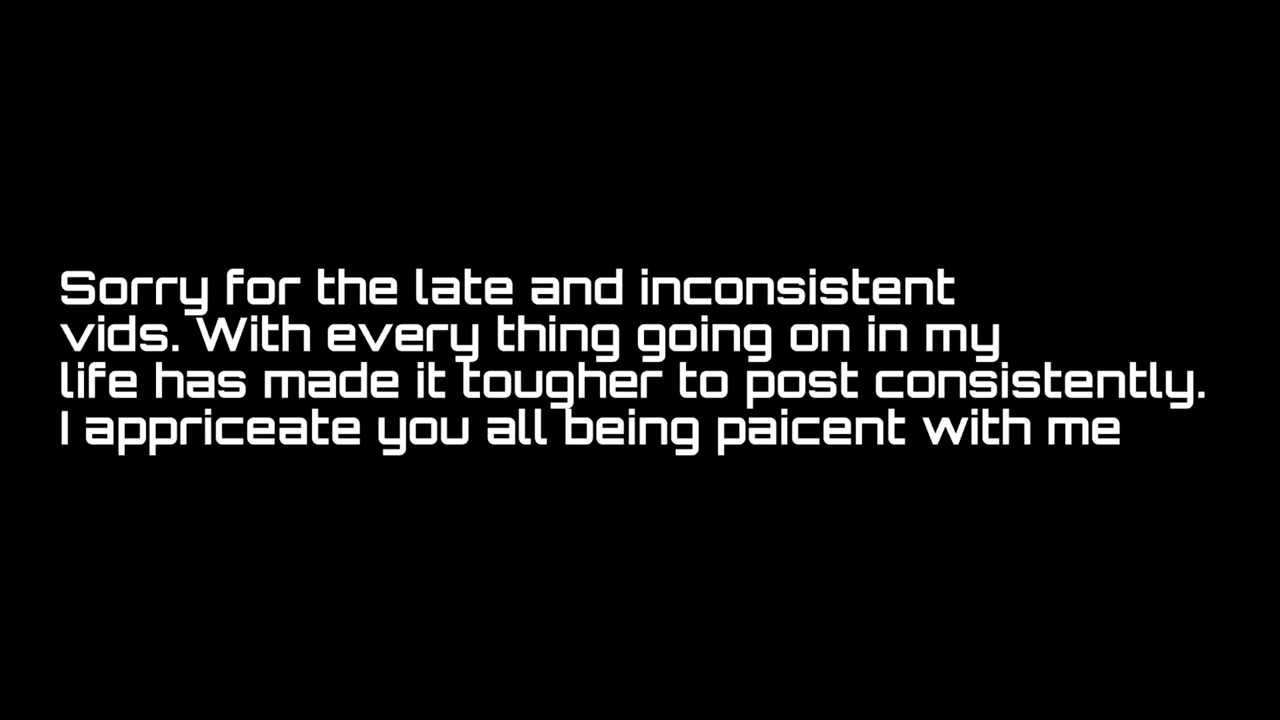 Sorry for the late and inconsistent
vids. With every thing going on in my
life has made it tougher to post consistently.
I appriceate you all being paicent with me